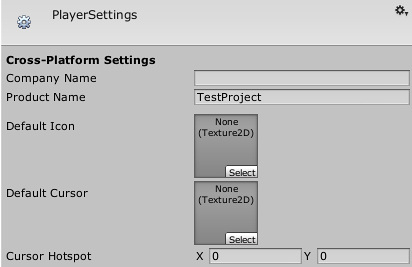 PlayerSettings
Cross-Platform Settings
Company Name
Product Name TestProject
Default Icon None
(Texture2D)
Select
Default Cursor None
(Texture2D)
Select
Cursor Hotspot X 0 Y 0